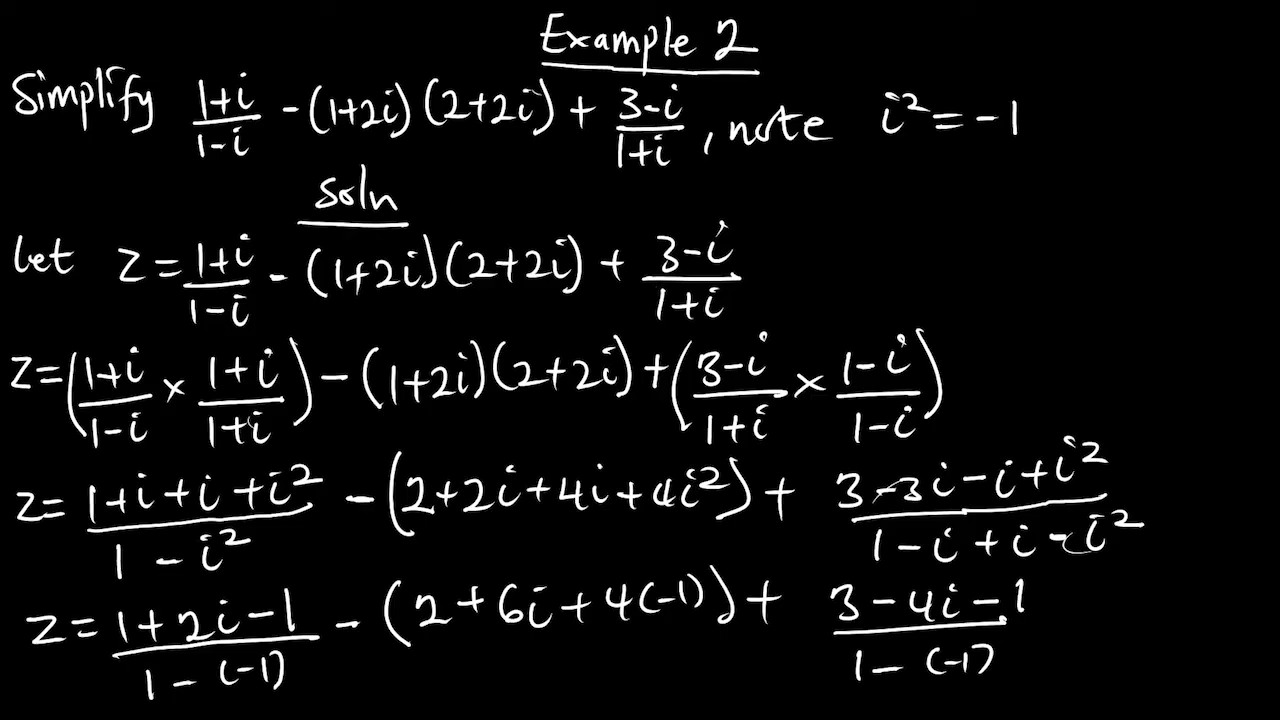 Example 2
Simplify (1+i)/(1-i) - (1+2i)(2+2i) + (3-i)/(1+i), note i² = -1
soln
let z = (1+i)/(1-i) - (1+2i)(2+2i) + (3-i)/(1+i)
z = ((1+i)/(1-i) × (1+i)/(1+i)) - (1+2i)(2+2i) + ((3-i)/(1+i) × (1-i)/(1-i))
z = (1+i+i+i²)/(1-i²) - (2+2i+4i+4i²) + (3-3i-i+i²)/(1-i+i-i²)
z = (1+2i-1)/(1-(-1)) - (2+6i+4(-1)) + (3-4i-1)/(1-(-1))